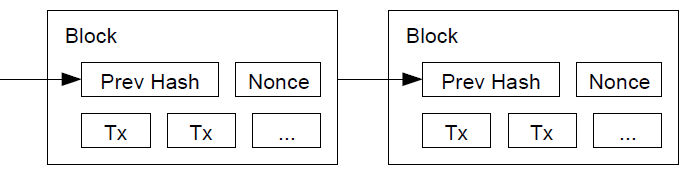 Block
Prev Hash Nonce
Tx Tx ...
Block
Prev Hash Nonce
Tx Tx ...